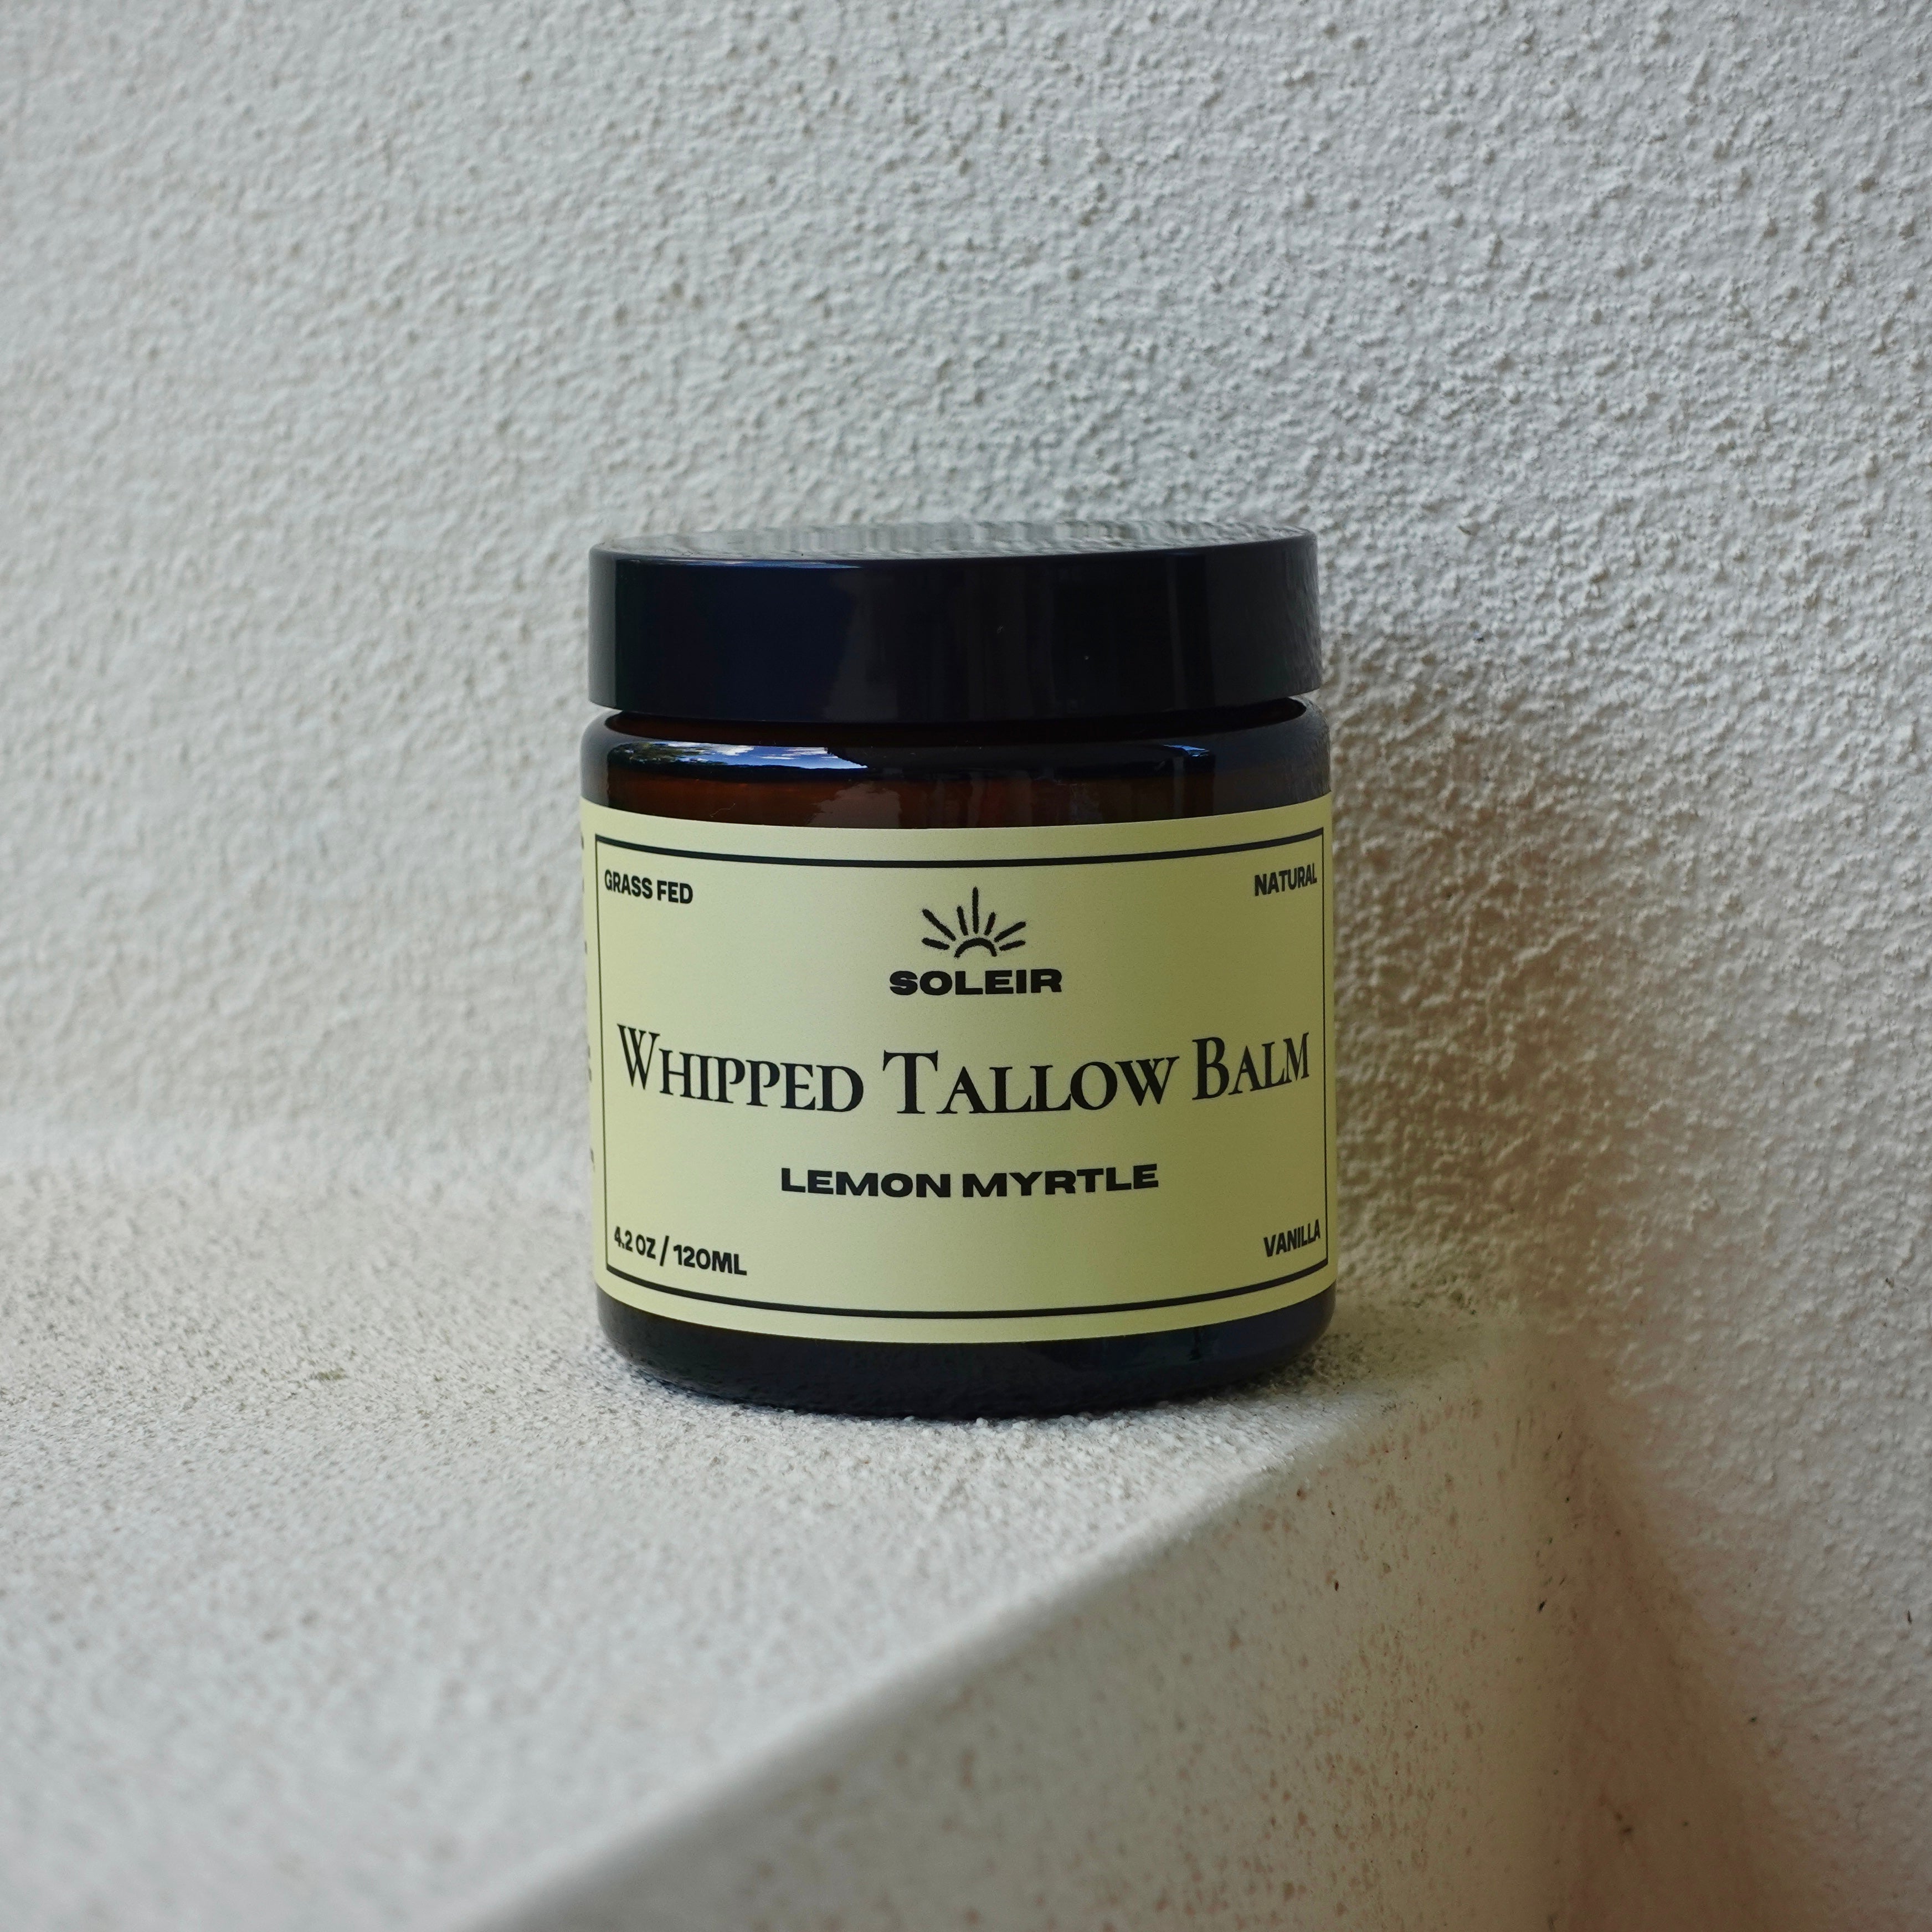 GRASS FED
NATURAL
SOLEIR
WHIPPED TALLOW BALM
LEMON MYRTLE
4.2 OZ / 120ML
VANILLA